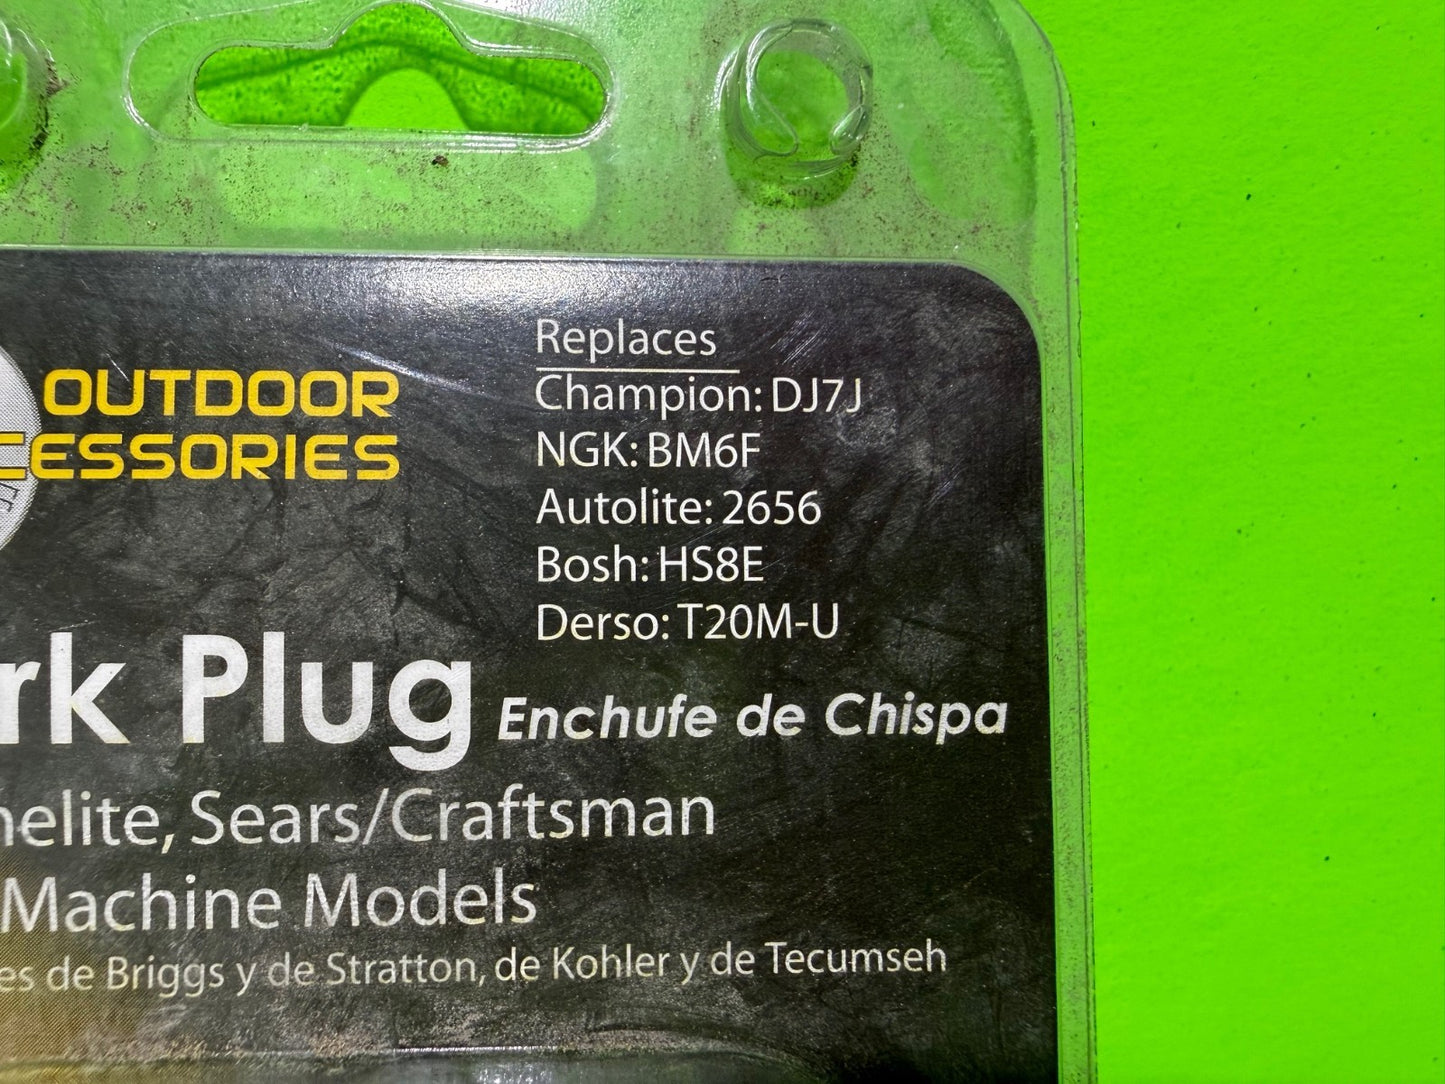 OUTDOOR
CESSORIES
Replaces
Champion: DJ7J
NGK: BM6F
Autolite: 2656
Bosh: HS8E
Derso: T20M-U
rk Plug Enchufe de Chispa
nelite, Sears/Craftsman
Machine Models
es de Briggs y de Stratton, de Kohler y de Tecumseh